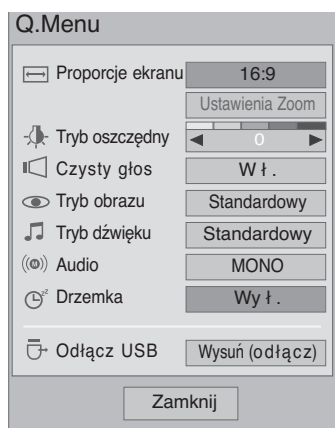 Q.Menu
Proporcje ekranu 16:9
Ustawienia Zoom
Tryb oszczędny ◀ 0 ▶
Czysty głos Wł.
Tryb obrazu Standardowy
Tryb dźwięku Standardowy
Audio MONO
Drzemka Wył.
Odłącz USB Wysuń (odłącz)
Zamknij